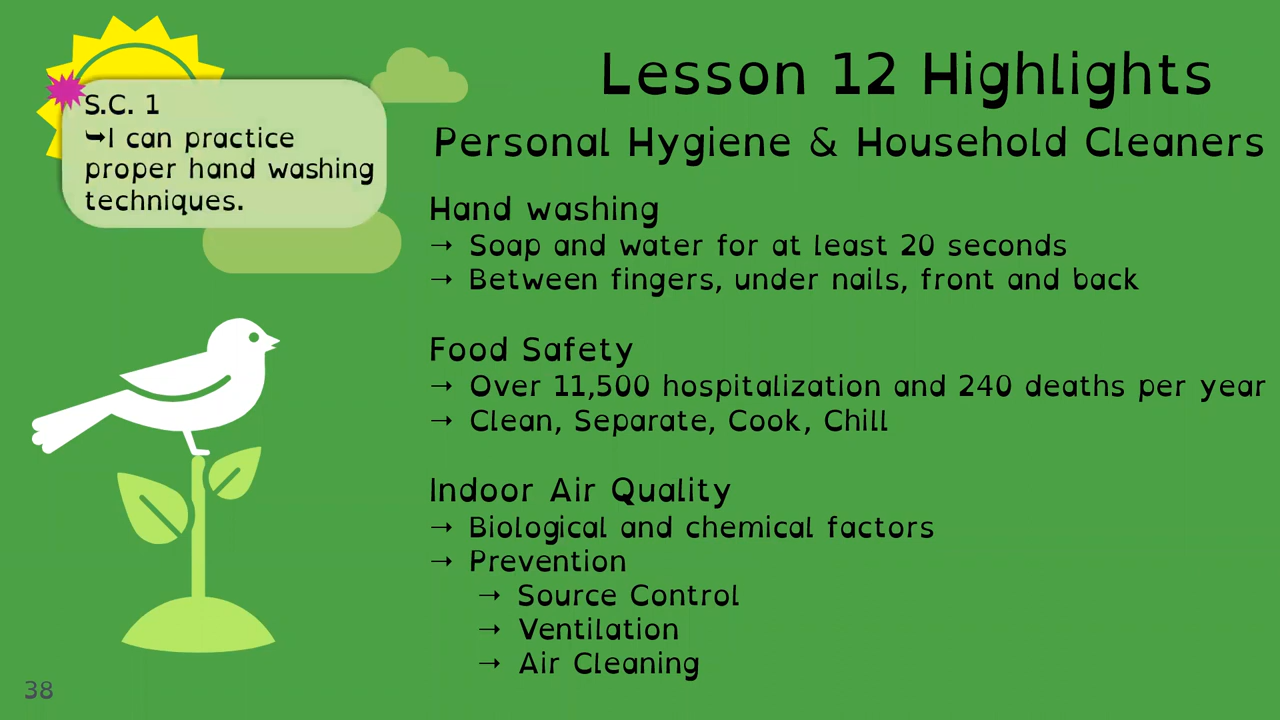 Lesson 12 Highlights
Personal Hygiene & Household Cleaners
S.C. 1
➥I can practice
proper hand washing
techniques.
Hand washing
→ Soap and water for at least 20 seconds
→ Between fingers, under nails, front and back
Food Safety
→ Over 11,500 hospitalization and 240 deaths per year
→ Clean, Separate, Cook, Chill
Indoor Air Quality
→ Biological and chemical factors
→ Prevention
→ Source Control
→ Ventilation
→ Air Cleaning
38